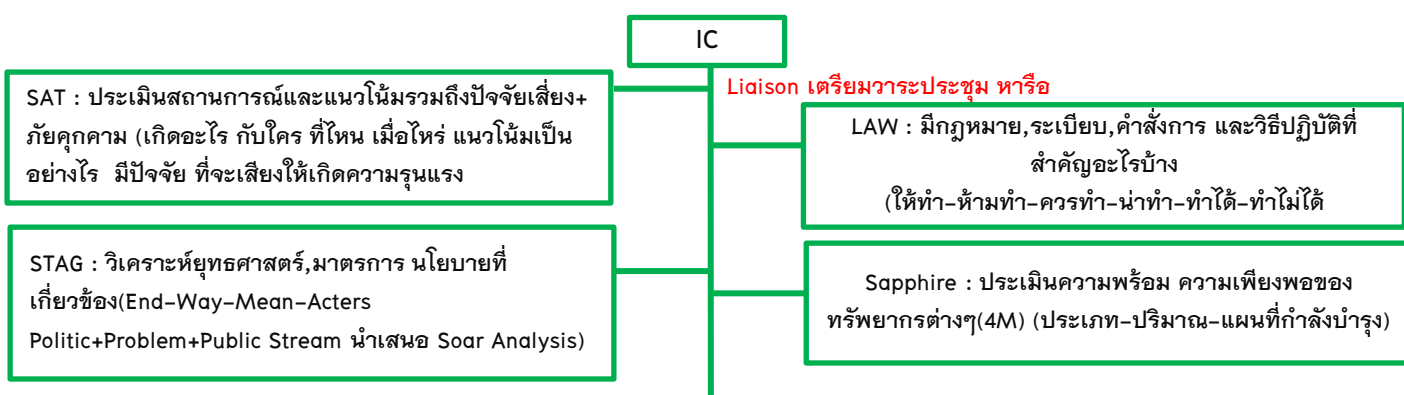 IC
Liaison เตรียมวาระประชุม หารือ
SAT : ประเมินสถานการณ์และแนวโน้มรวมถึงปัจจัยเสี่ยง+
ภัยคุกคาม (เกิดอะไร กับใคร ที่ไหน เมื่อไหร่ แนวโน้มเป็น
อย่างไร มีปัจจัย ที่จะเสียงให้เกิดความรุนแรง
LAW : มีกฎหมาย,ระเบียบ,คำสั่งการ และวิธีปฏิบัติที่
สำคัญอะไรบ้าง
(ให้ทำ-ห้ามทำ-ควรทำ-น่าทำ-ทำได้-ทำไม่ได้
STAG : วิเคราะห์ยุทธศาสตร์,มาตรการ นโยบายที่
เกี่ยวข้อง(End-Way-Mean-Acters
Politic+Problem+Public Stream นำเสนอ Soar Analysis)
Sapphire : ประเมินความพร้อม ความเพียงพอของ
ทรัพยากรต่างๆ(4M) (ประเภท-ปริมาณ-แผนที่กำลังบำรุง)